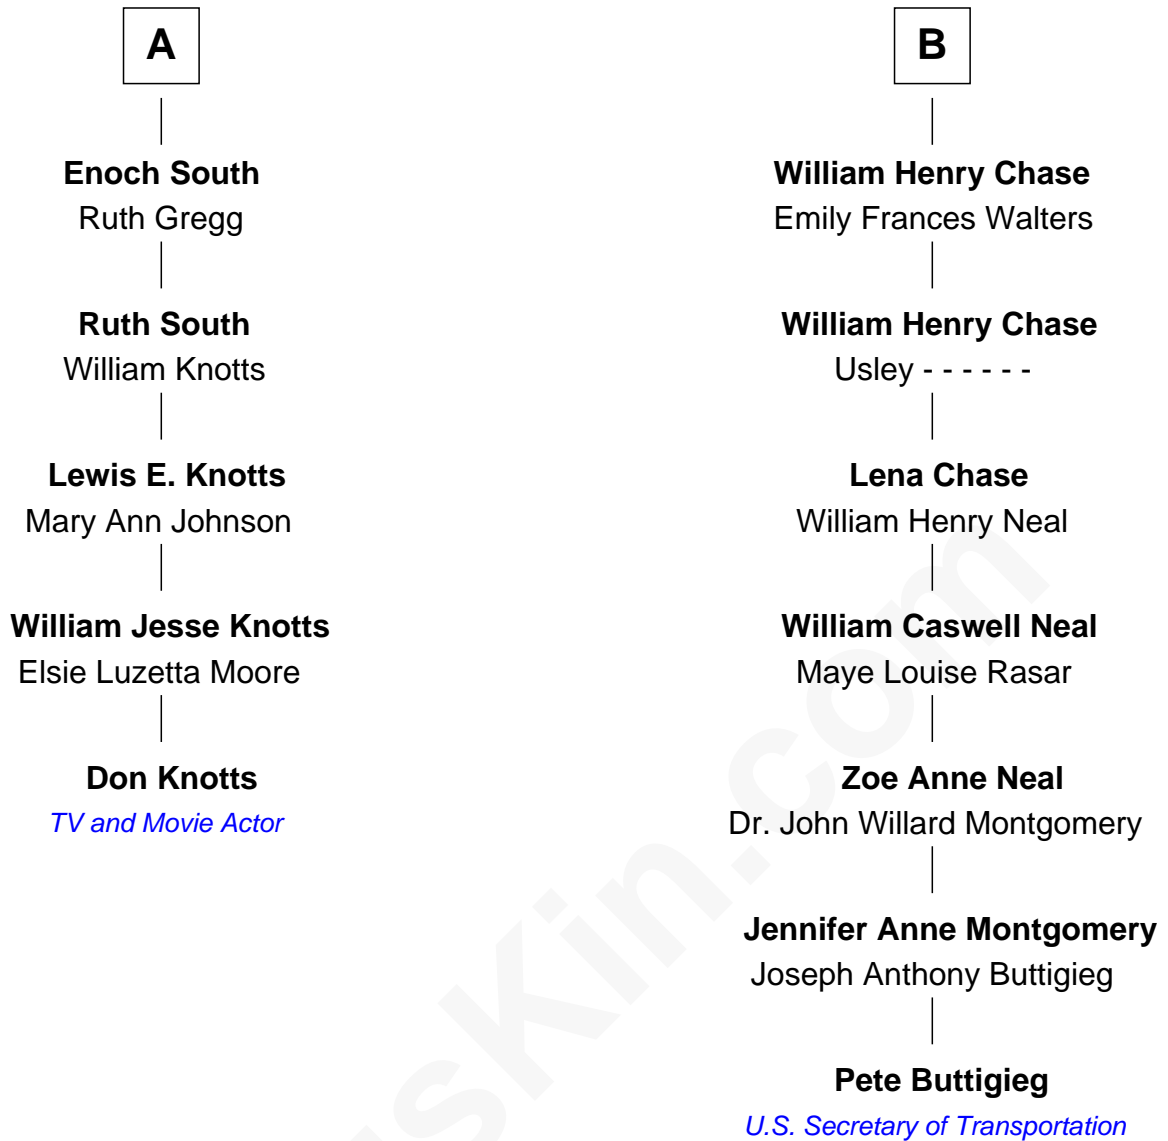 A
Enoch South
Ruth Gregg
Ruth South
William Knotts
Lewis E. Knotts
Mary Ann Johnson
William Jesse Knotts
Elsie Luzetta Moore
Don Knotts
TV and Movie Actor
B
William Henry Chase
Emily Frances Walters
William Henry Chase
Usley - - - - - -
Lena Chase
William Henry Neal
William Caswell Neal
Maye Louise Rasar
Zoe Anne Neal
Dr. John Willard Montgomery
Jennifer Anne Montgomery
Joseph Anthony Buttigieg
Pete Buttigieg
U.S. Secretary of Transportation
usKin.com